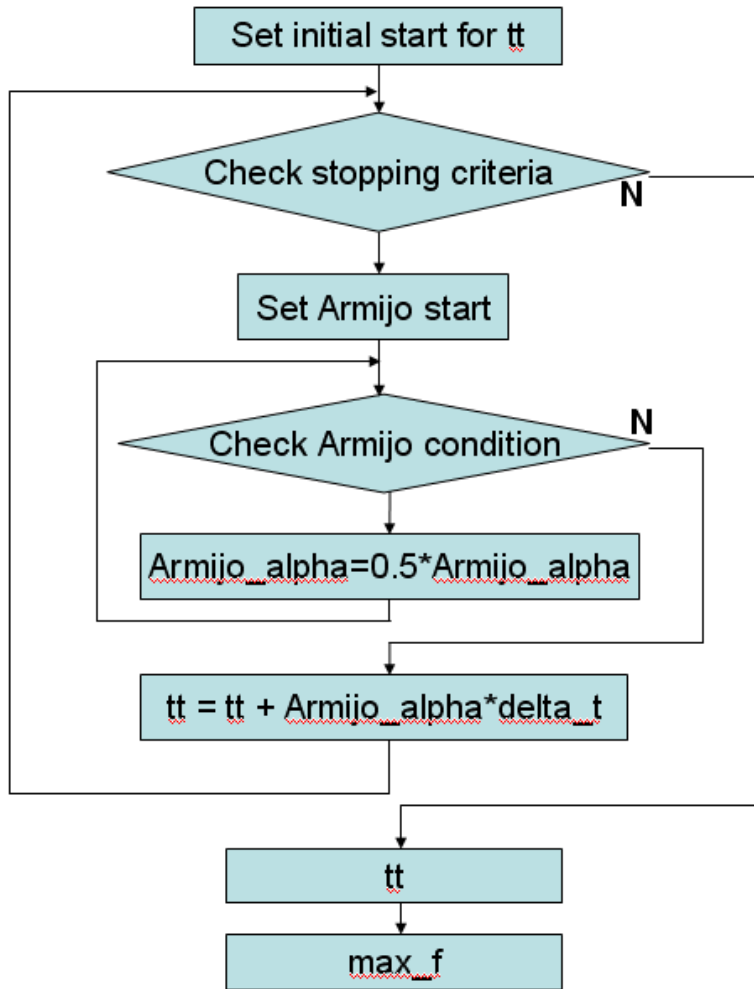 Set initial start for tt
Check stopping criteria
N
Set Armijo start
N
Check Armijo condition
Armijo_alpha=0.5*Armijo_alpha
tt = tt + Armijo_alpha*delta_t
tt
max_f